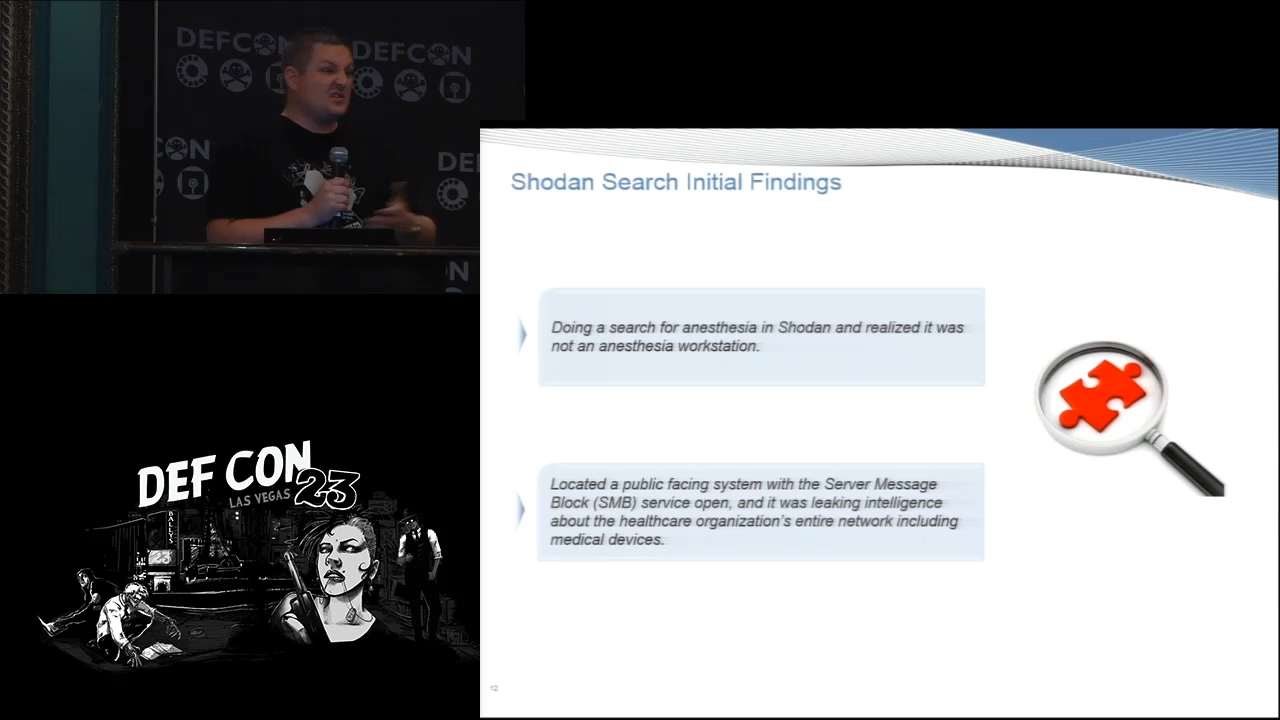 DEFCON
DEFCON
CON
DE
N
Shodan Search Initial Findings
Doing a search for anesthesia in Shodan and realized it was
not an anesthesia workstation.
Located a public facing system with the Server Message
Block (SMB) service open, and it was leaking intelligence
about the healthcare organization's entire network including
medical devices.
12
DEF CON
LAS VEGAS 23
BALLYS